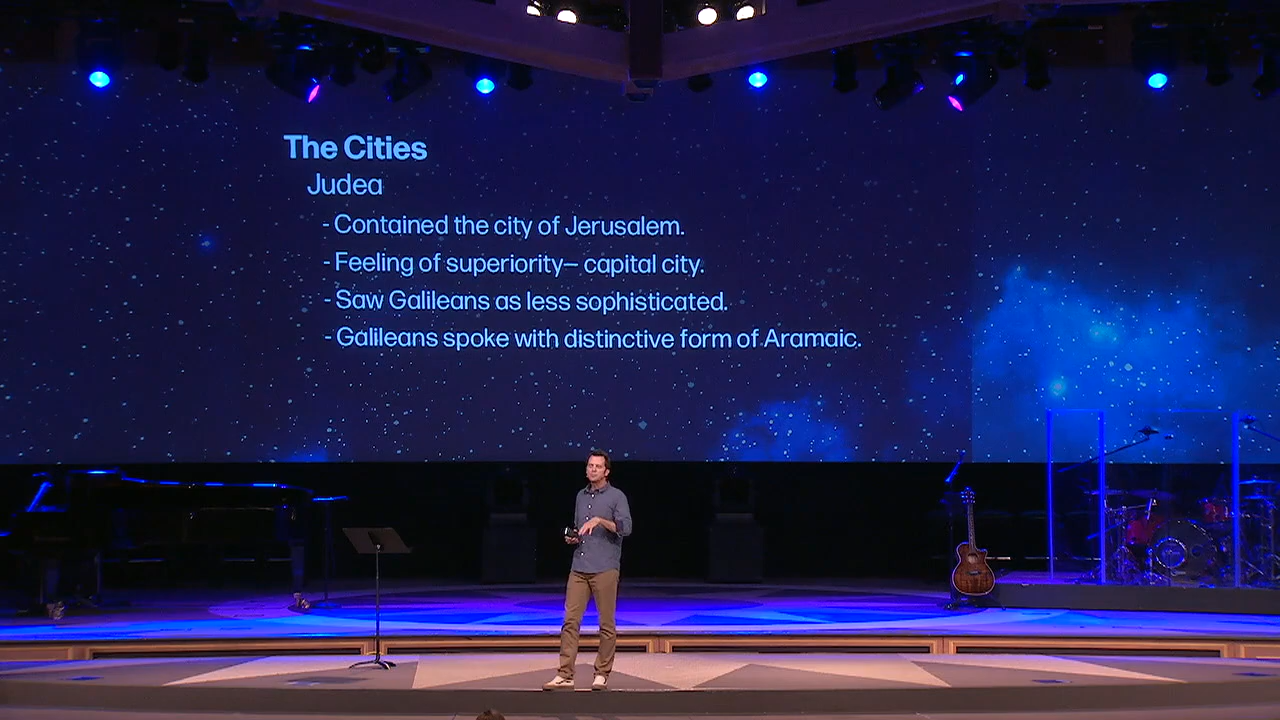 The Cities
Judea
- Contained the city of Jerusalem.
- Feeling of superiority– capital city.
- Saw Galileans as less sophisticated.
- Galileans spoke with distinctive form of Aramaic.